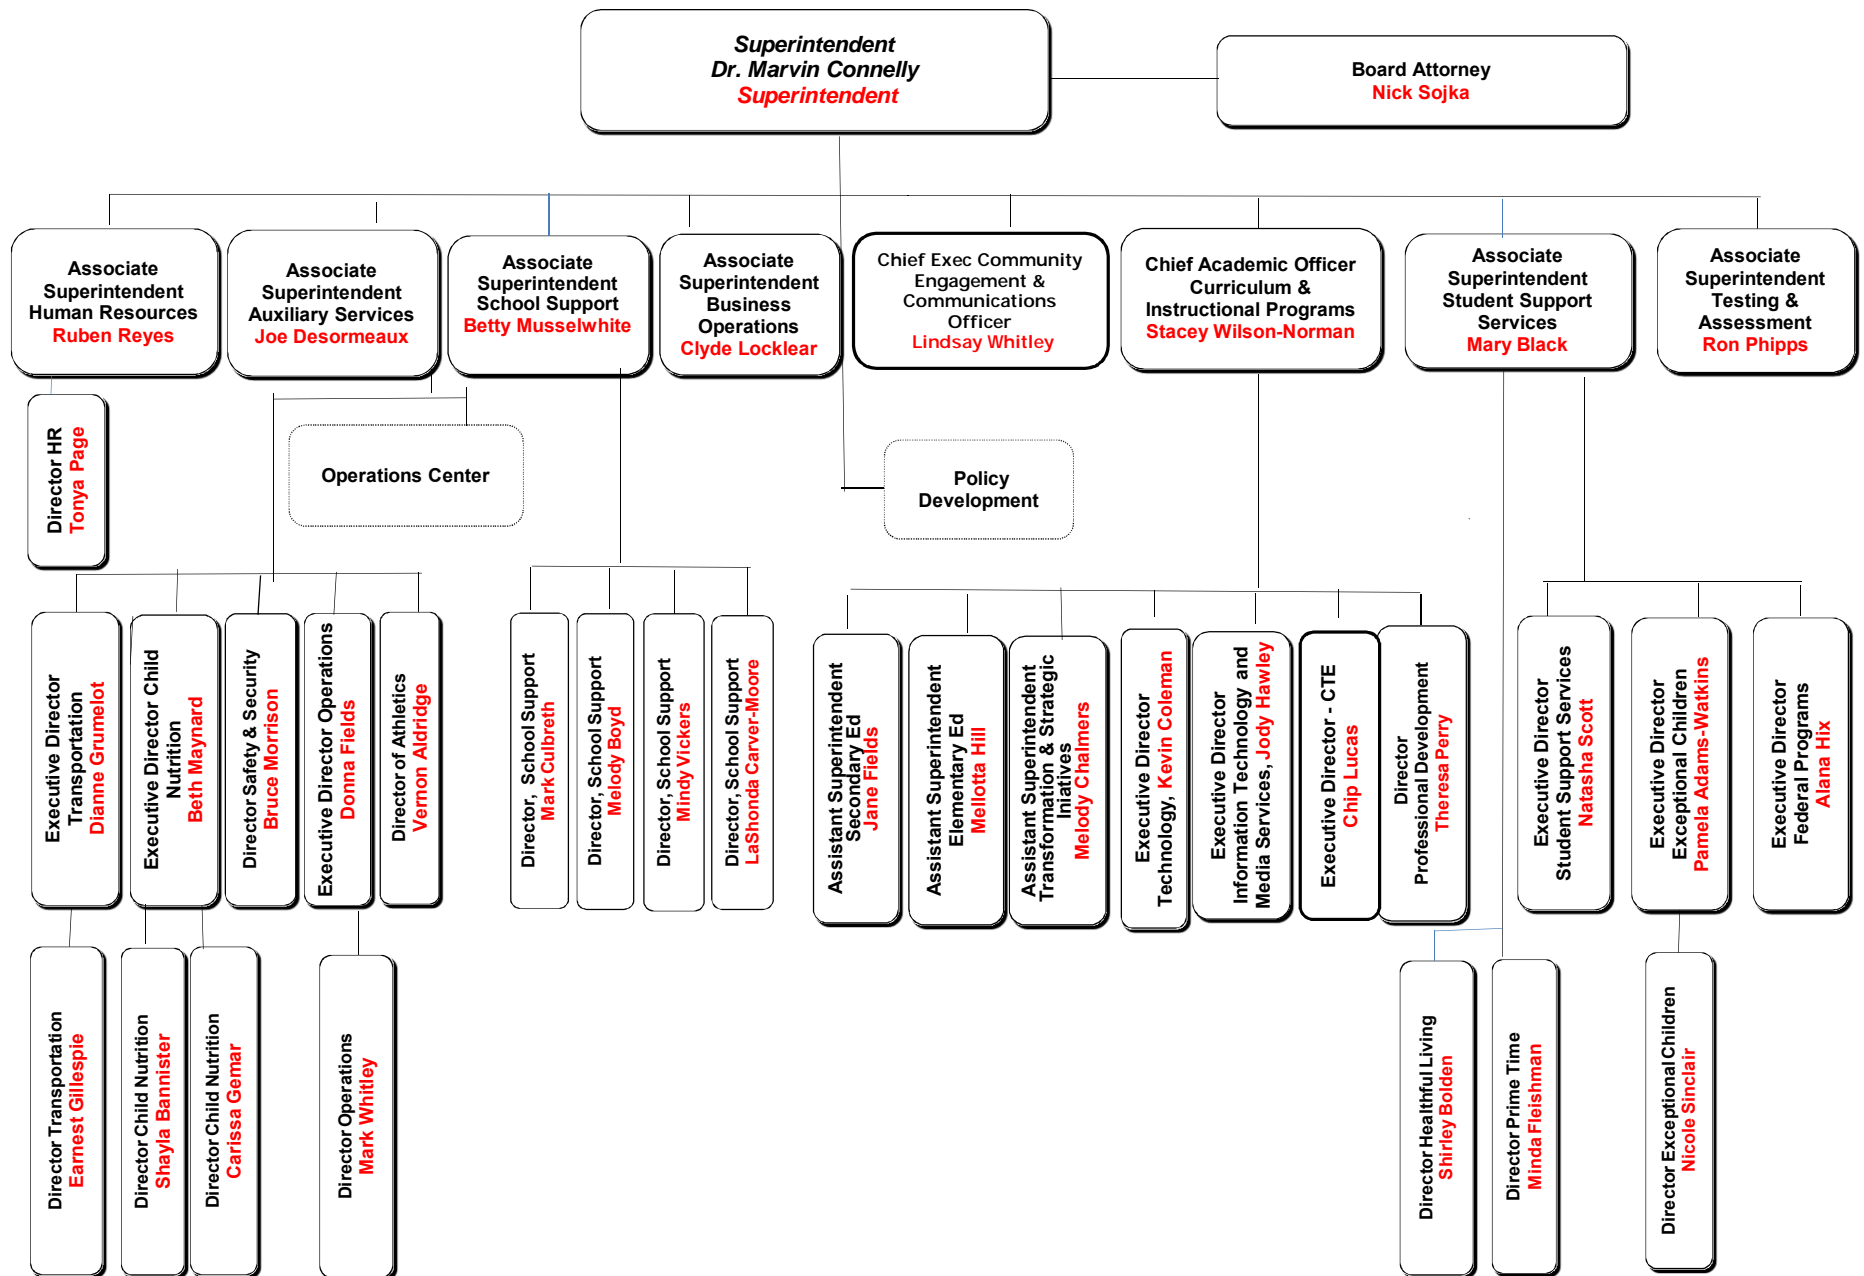 Superintendent
Dr. Marvin Connelly
Superintendent
Board Attorney
Nick Sojka
Associate
Superintendent
Human Resources
Ruben Reyes
Associate
Superintendent
Auxiliary Services
Joe Desormeaux
Associate
Superintendent
School Support
Betty Musselwhite
Associate
Superintendent
Business
Operations
Clyde Locklear
Chief Exec Community
Engagement &
Communications
Officer
Lindsay Whitley
Chief Academic Officer
Curriculum &
Instructional Programs
Stacey Wilson-Norman
Associate
Superintendent
Student Support
Services
Mary Black
Associate
Superintendent
Testing &
Assessment
Ron Phipps
Director HR
Tonya Page
Operations Center
Policy
Development
Executive Director
Transportation
Dianne Grumelot
Executive Director Child
Nutrition
Beth Maynard
Director Safety & Security
Bruce Morrison
Executive Director Operations
Donna Fields
Director of Athletics
Vernon Aldridge
Director, School Support
Mark Culbreth
Director, School Support
Melody Boyd
Director, School Support
Mindy Vickers
Director, School Support
LaShonda Carver-Moore
Assistant Superintendent
Secondary Ed
Jane Fields
Assistant Superintendent
Elementary Ed
Mellotta Hill
Assistant Superintendent
Transformation & Strategic
Iniatives
Melody Chalmers
Executive Director
Technology, Kevin Coleman
Executive Director
Information Technology and
Media Services, Jody Hawley
Executive Director - CTE
Chip Lucas
Director
Professional Development
Theresa Perry
Executive Director
Student Support Services
Natasha Scott
Executive Director
Exceptional Children
Pamela Adams-Watkins
Executive Director
Federal Programs
Alana Hix
Director Transportation
Earnest Gillespie
Director Child Nutrition
Shayla Bannister
Director Child Nutrition
Carissa Gemar
Director Operations
Mark Whitley
Director Healthful Living
Shirley Bolden
Director Prime Time
Minda Fleishman
Director Exceptional Children
Nicole Sinclair